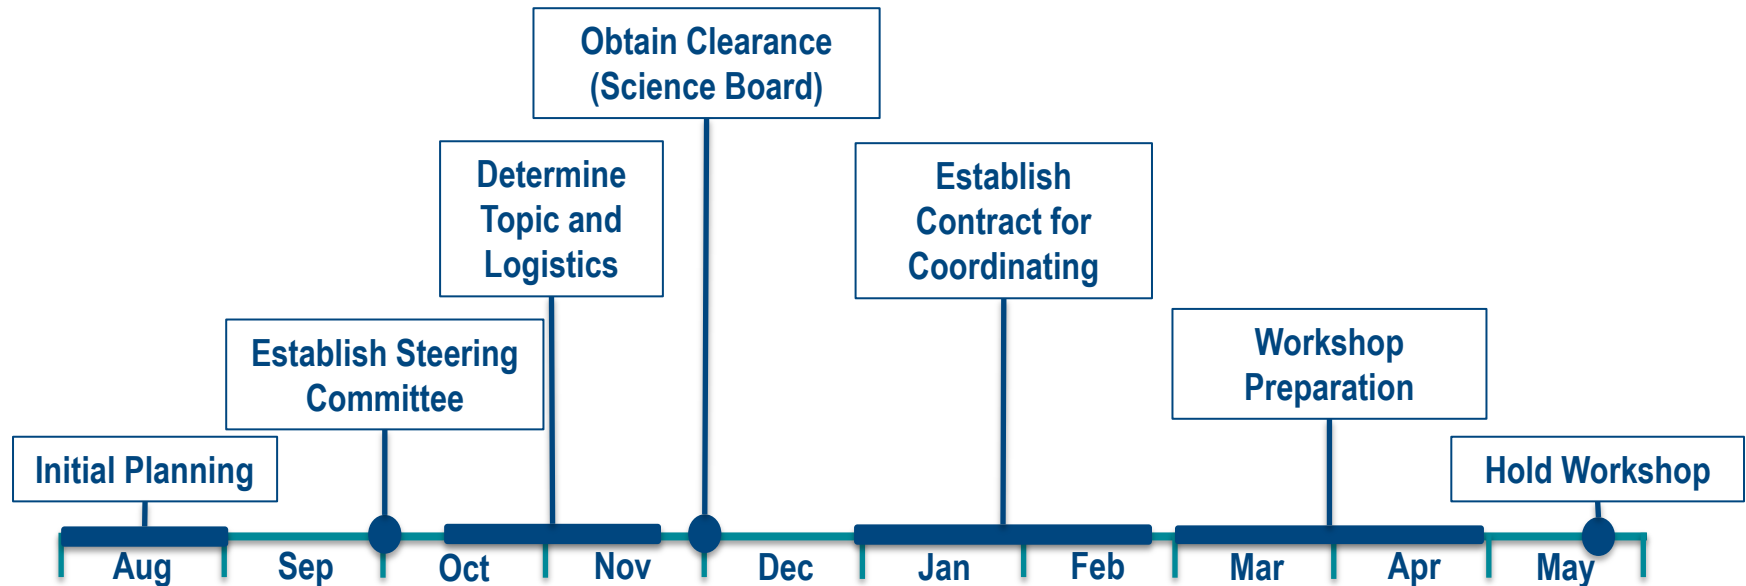 Obtain Clearance
(Science Board)
Determine
Topic and
Logistics
Establish
Contract for
Coordinating
Establish Steering
Committee
Workshop
Preparation
Initial Planning
Hold Workshop
Aug
Sep
Oct
Nov
Dec
Jan
Feb
Mar
Apr
May